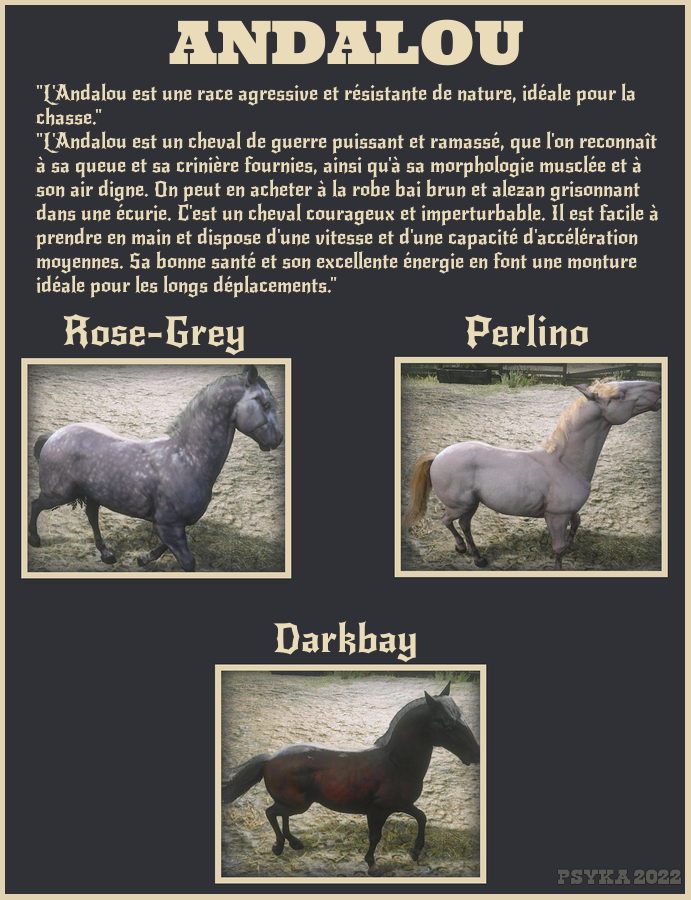 ANDALOU
"L'Andalou est une race agressive et résistante de nature, idéale pour la
chasse."
"L'Andalou est un cheval de guerre puissant et ramassé, que l'on reconnaît
à sa queue et sa crinière fournies, ainsi qu'à sa morphologie musclée et à
son air digne. On peut en acheter à la robe bai brun et alezan grisonnant
dans une écurie. C'est un cheval courageux et imperturbable. Il est facile à
prendre en main et dispose d'une vitesse et d'une capacité d'accélération
moyennes. Sa bonne santé et son excellente énergie en font une monture
idéale pour les longs déplacements."
Rose-Grey
Perlino
Darkbay
PSYKA 2022